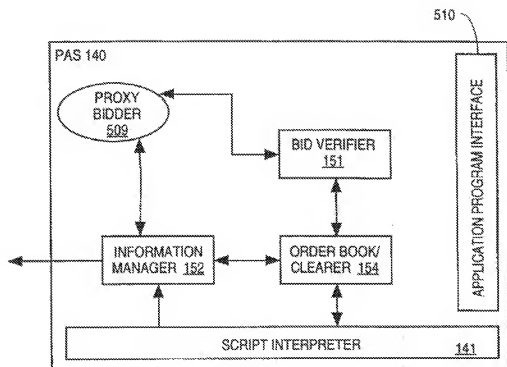 510
PAS 140
PROXY
BIDDER
509
BID VERIFIER
151
APPLICATION PROGRAM INTERFACE
INFORMATION
MANAGER 152
ORDER BOOK/
CLEARER 154
SCRIPT INTERPRETER 141